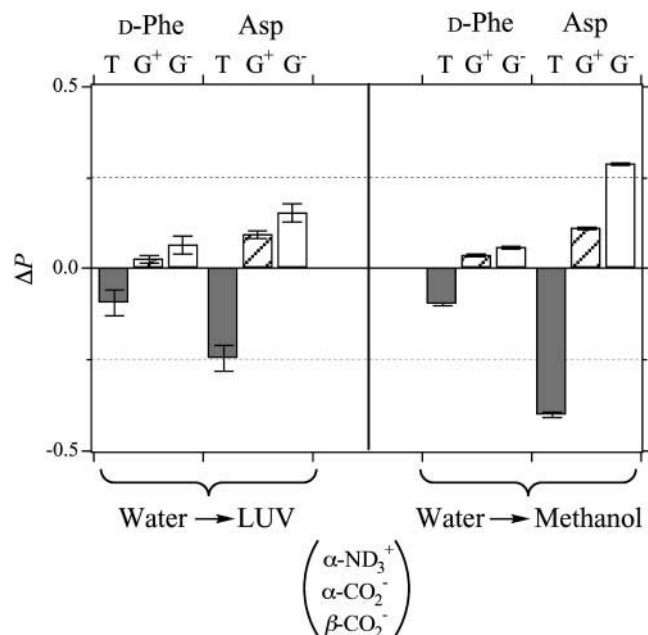 D-Phe Asp D-Phe Asp
T G⁺ G⁻ T G⁺ G⁻ T G⁺ G⁻ T G⁺ G⁻
0.5
0.0
-0.5
ΔP
Water → LUV Water → Methanol
α-ND₃⁺
α-CO₂⁻
β-CO₂⁻